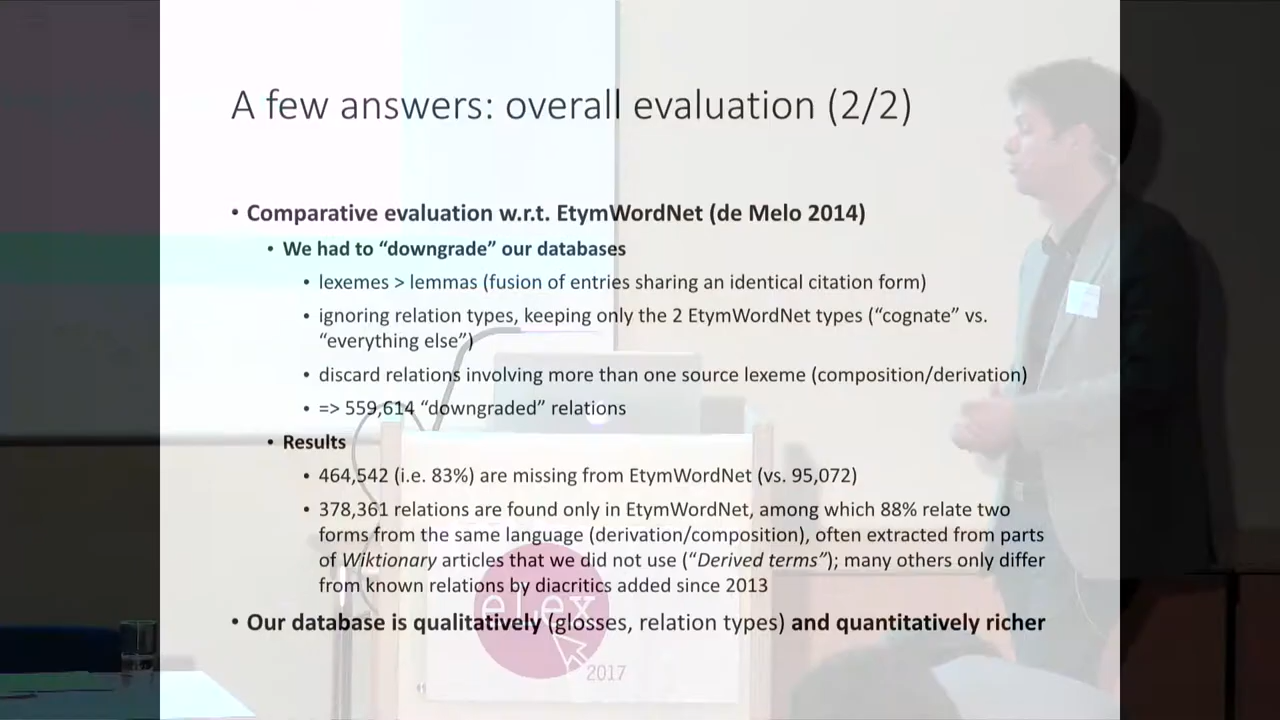 A few answers: overall evaluation (2/2)
• Comparative evaluation w.r.t. EtymWordNet (de Melo 2014)
• We had to “downgrade” our databases
• lexemes > lemmas (fusion of entries sharing an identical citation form)
• ignoring relation types, keeping only the 2 EtymWordNet types (“cognate” vs.
“everything else”)
• discard relations involving more than one source lexeme (composition/derivation)
• => 559,614 “downgraded” relations
• Results
• 464,542 (i.e. 83%) are missing from EtymWordNet (vs. 95,072)
• 378,361 relations are found only in EtymWordNet, among which 88% relate two
forms from the same language (derivation/composition), often extracted from parts
of Wiktionary articles that we did not use (“Derived terms”); many others only differ
from known relations by diacritics added since 2013
• Our database is qualitatively (glosses, relation types) and quantitatively richer
eLex
2017